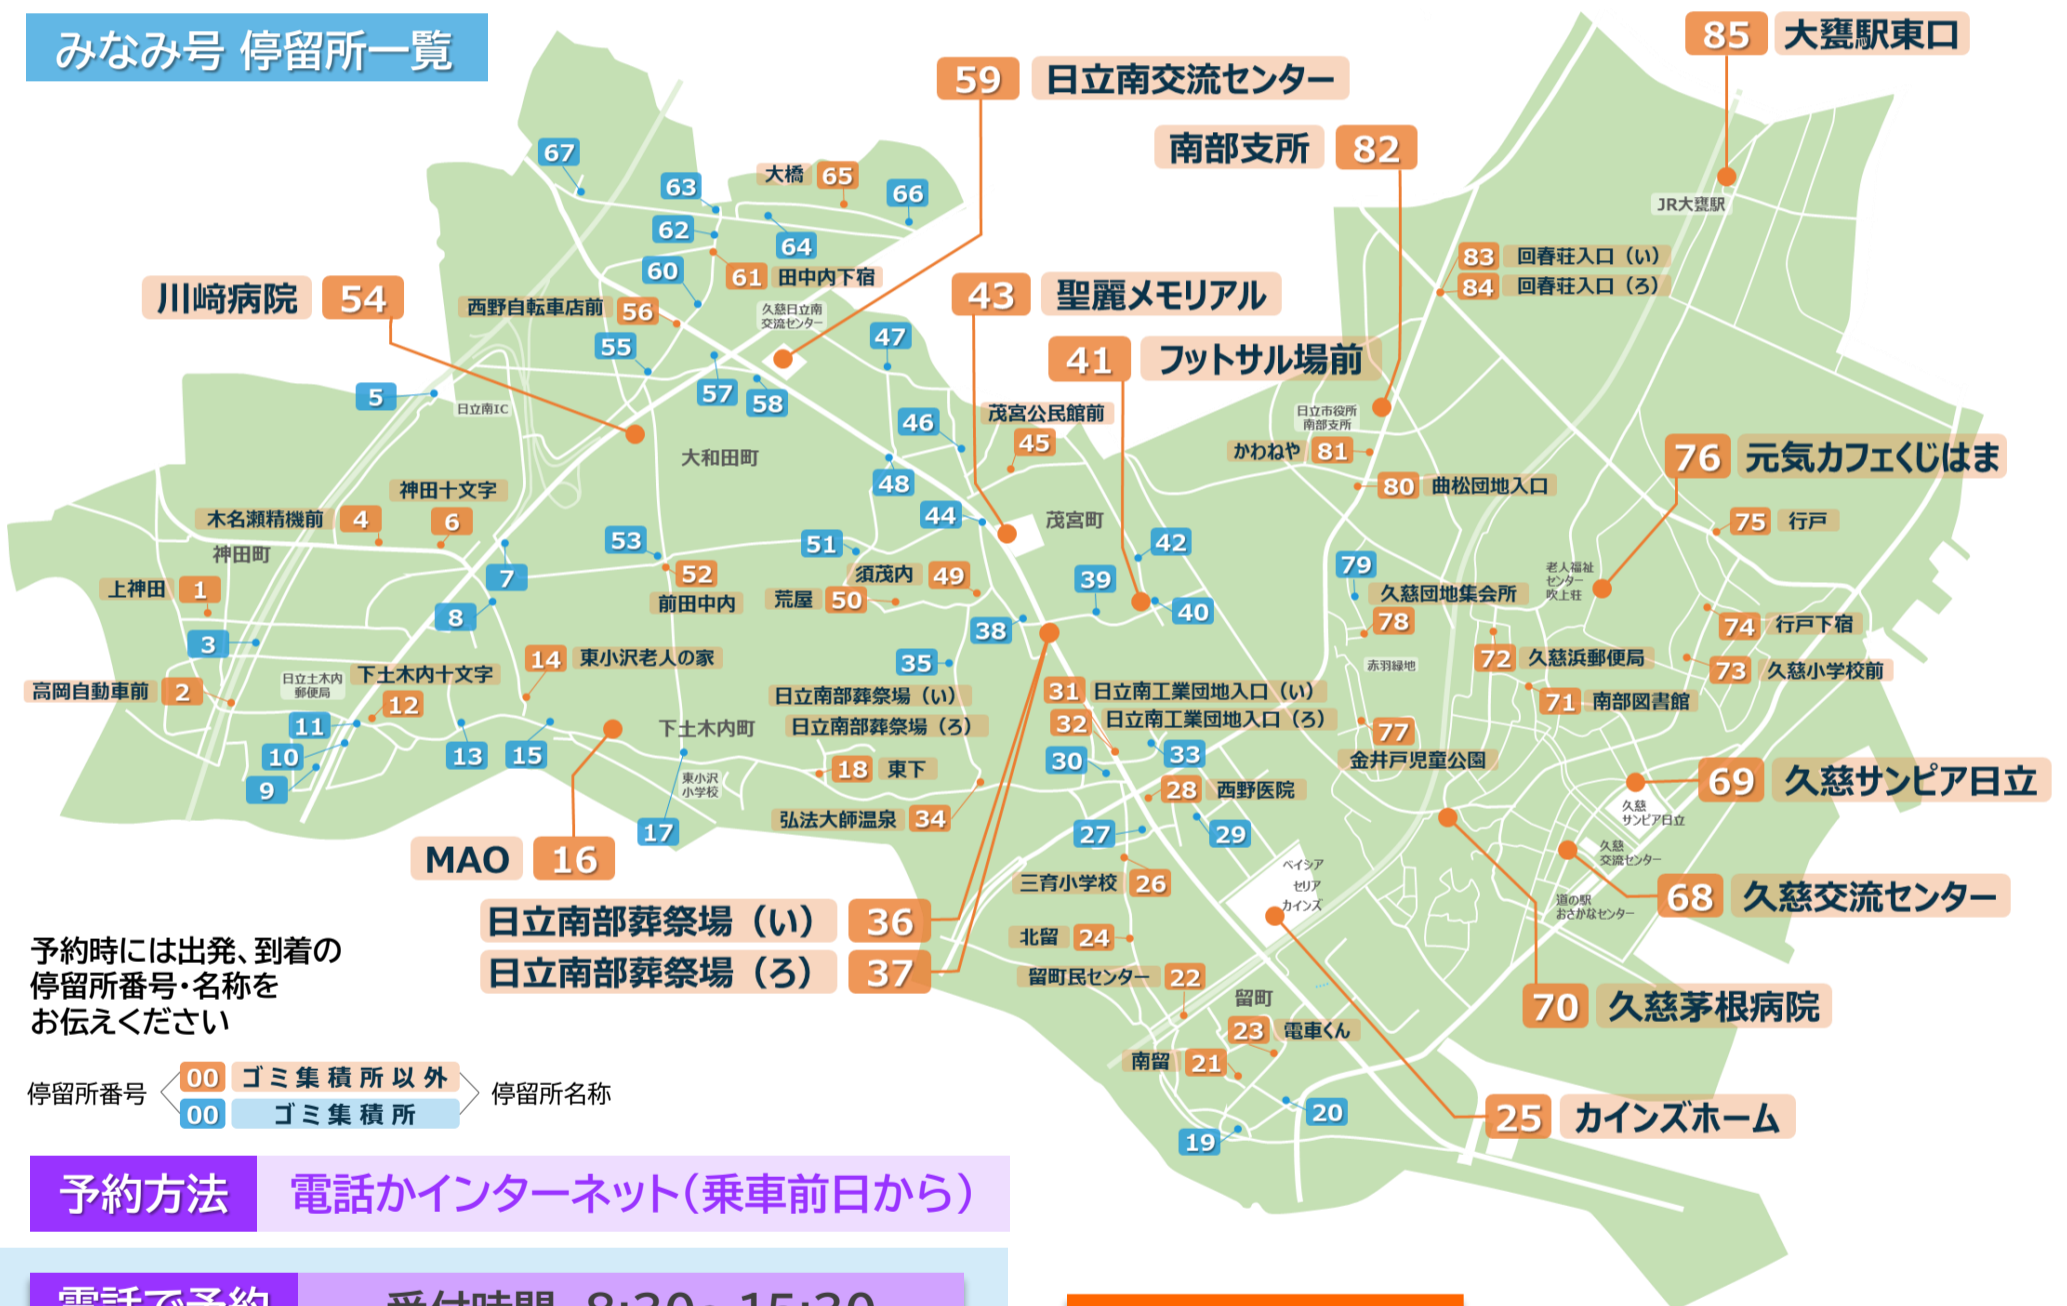 みなみ号 停留所一覧
85 大甕駅東口
59 日立南交流センター
南部支所 82
67
63
大橋 65
66
62
64
JR大甕駅
60
61 田中内下宿
83 回春荘入口（い）
84 回春荘入口（ろ）
川﨑病院 54
西野自転車店前 56
久慈日立南
交流センター
43 聖麗メモリアル
55
47
41 フットサル場前
5
日立南IC
57
58
46
茂宮公民館前
45
日立市役所
南部支所
かわねや 81
大和田町
76 元気カフェくじはま
48
80 曲松団地入口
神田十文字
木名瀬精機前 4
6
44
茂宮町
75 行戸
神田町
53
51
42
7
52
前田中内
須茂内 49
39
79
老人福祉
センター
吹上荘
上神田 1
荒屋 50
久慈団地集会所
8
40
78
38
74 行戸下宿
3
14 東小沢老人の家
35
赤羽緑地
72 久慈浜郵便局
73 久慈小学校前
日立土木内
郵便局
下土木内十文字
高岡自動車前 2
12
日立南部葬祭場（い）
31 日立南工業団地入口（い）
71 南部図書館
11
下土木内町
日立南部葬祭場（ろ）
32 日立南工業団地入口（ろ）
77
10
13
15
30
33
金井戸児童公園
9
東小沢
小学校
18 東下
28 西野医院
69 久慈サンピア日立
久慈
サンピア日立
弘法大師温泉 34
17
27
29
MAO 16
久慈
交流センター
ベイシア
セリア
カインズ
三育小学校 26
68 久慈交流センター
道の駅
おさかなセンター
日立南部葬祭場（い） 36
北留 24
日立南部葬祭場（ろ） 37
留町民センター 22
留町
70 久慈茅根病院
予約時には出発、到着の
停留所番号・名称を
お伝えください
23 電車くん
南留 21
停留所番号
00 ゴミ集積所以外
00 ゴミ集積所
停留所名称
20
19
25 カインズホーム
予約方法 電話かインターネット（乗車前日から）
電話で予約 受付時間 8:30～15:30